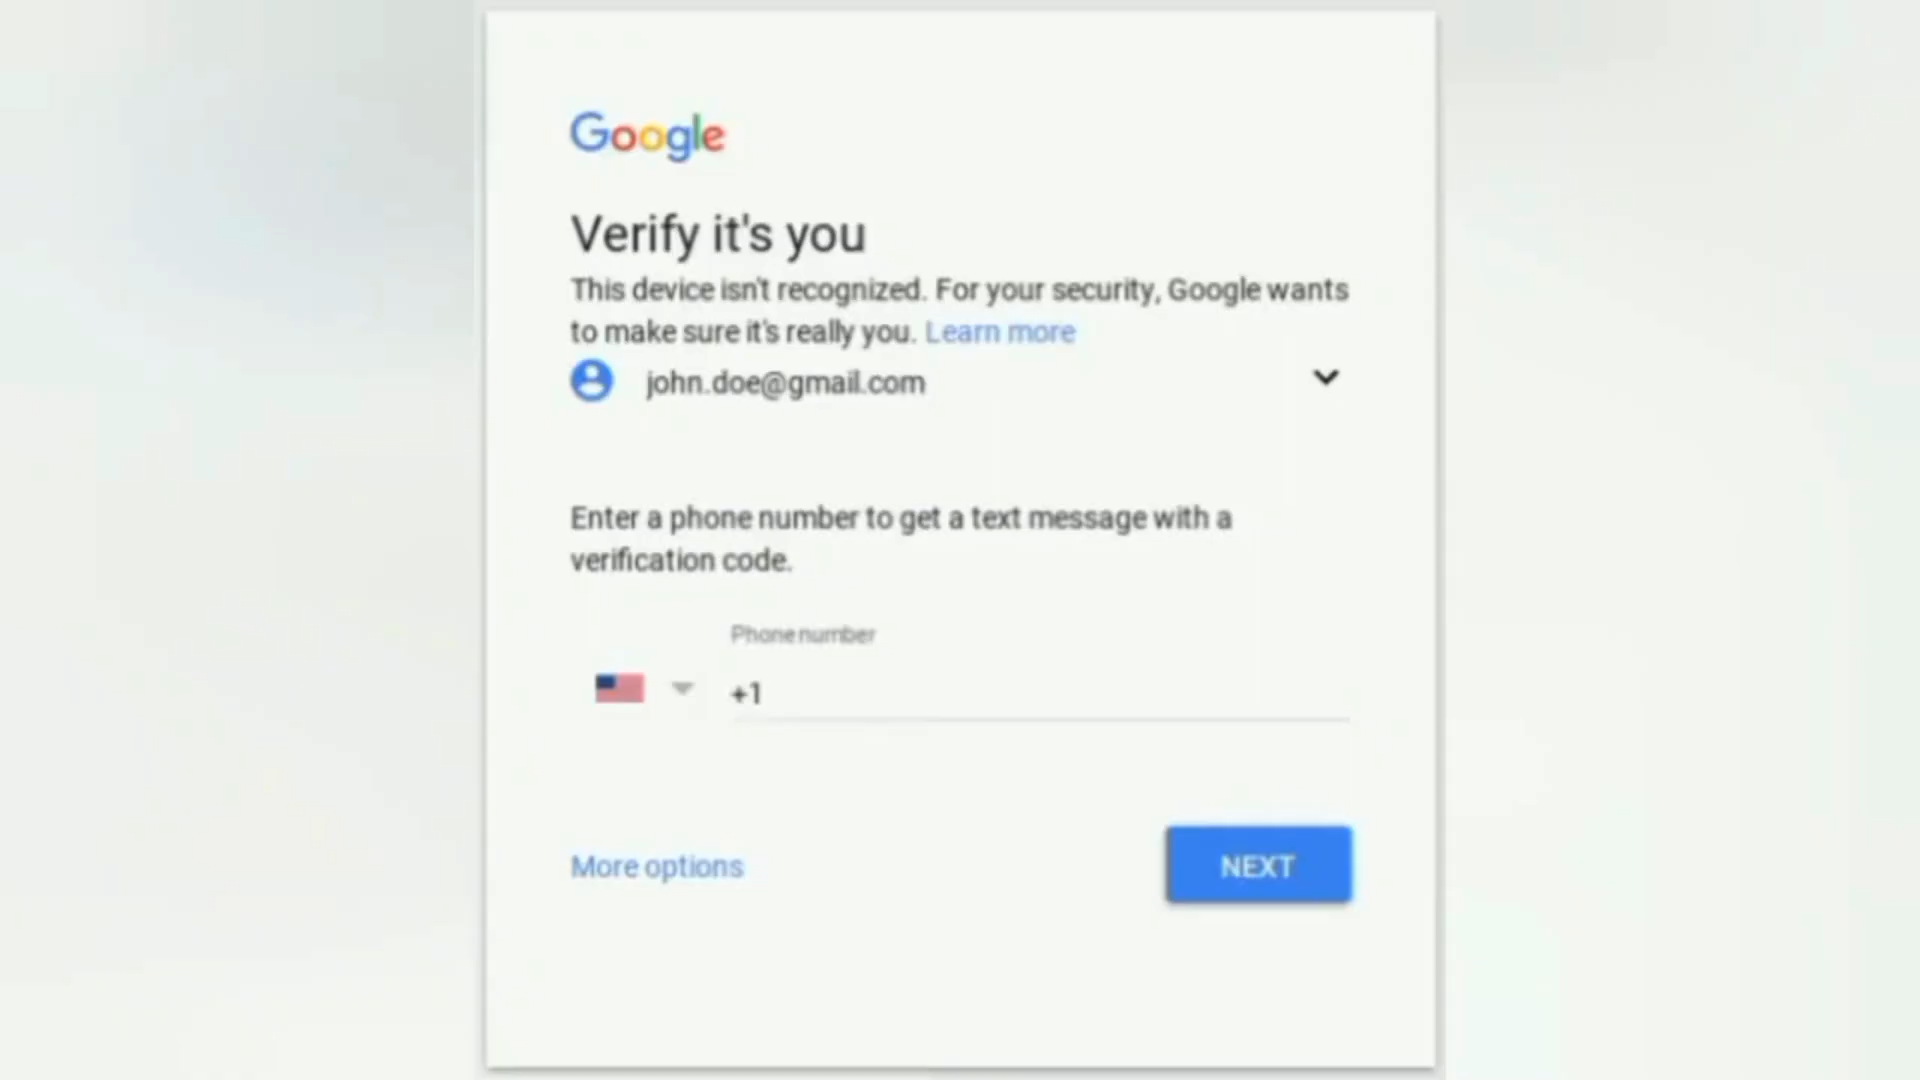 Google
Verify it's you
This device isn't recognized. For your security, Google wants
to make sure it's really you. Learn more
john.doe@gmail.com
Enter a phone number to get a text message with a
verification code.
Phone number
+1
More options
NEXT